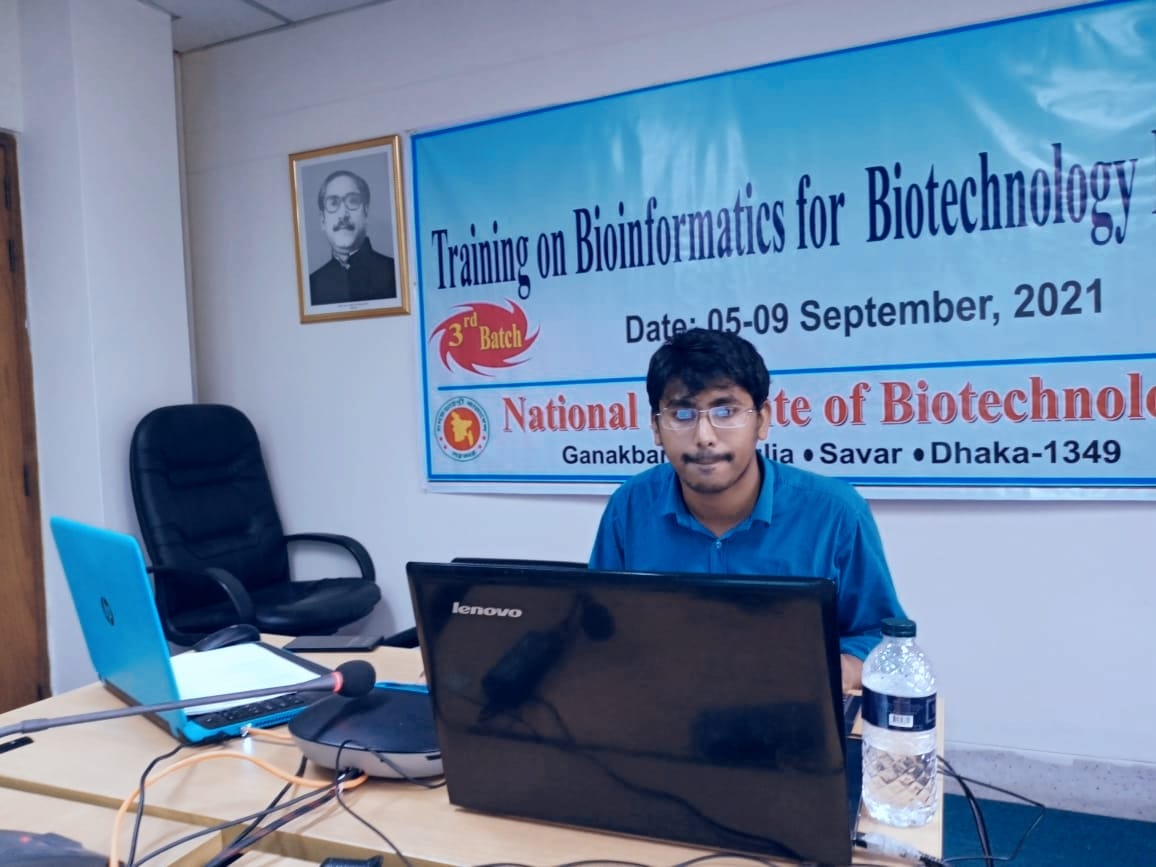 Training on Bioinformatics for Biotechnology
Date: 05-09 September, 2021
3rd Batch
National
of Biotechnolo
Savar • Dhaka-1349
lenovo
hp